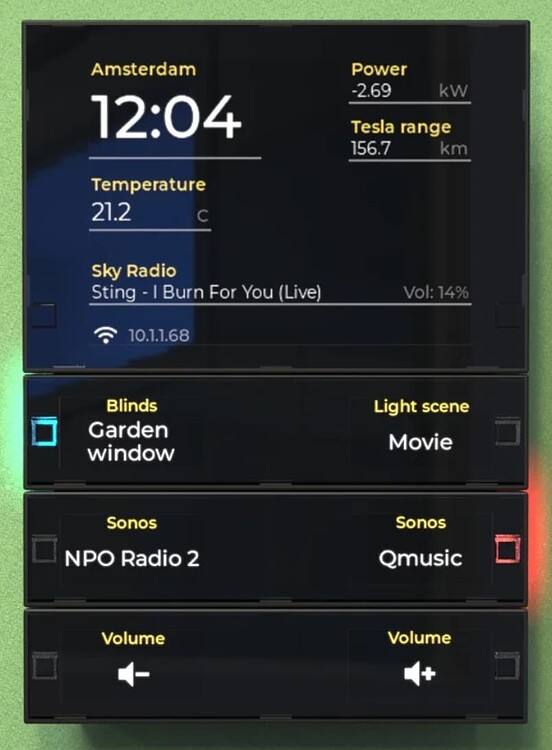 Amsterdam
12:04
Power
-2.69 kW
Tesla range
156.7 km
Temperature
21.2 C
Sky Radio
Sting - I Burn For You (Live) Vol: 14%
10.1.1.68
Blinds
Garden
window
Light scene
Movie
Sonos
NPO Radio 2
Sonos
Qmusic
Volume
Volume